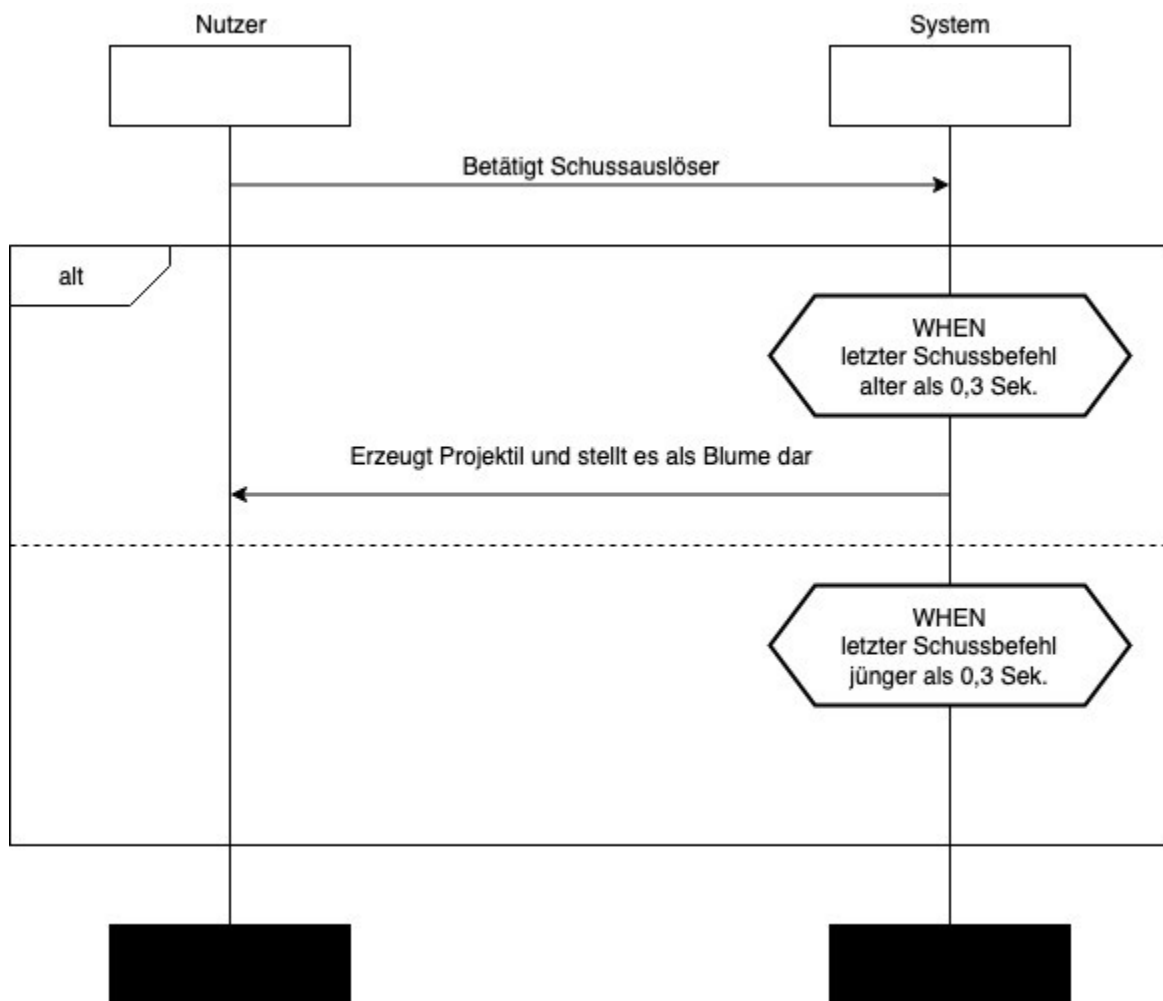 Nutzer
System
Betätigt Schussauslöser
alt
WHEN
letzter Schussbefehl
alter als 0,3 Sek.
Erzeugt Projektil und stellt es als Blume dar
WHEN
letzter Schussbefehl
jünger als 0,3 Sek.